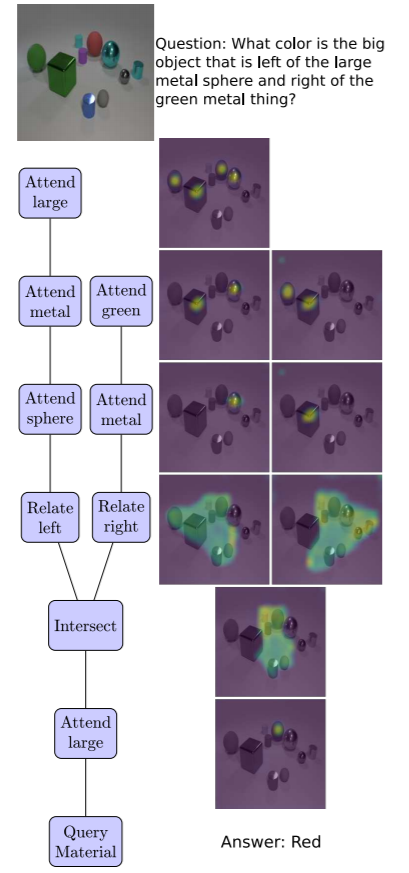 Question: What color is the big
object that is left of the large
metal sphere and right of the
green metal thing?
Attend
large
Attend
metal
Attend
green
Attend
sphere
Attend
metal
Relate
left
Relate
right
Intersect
Attend
large
Query
Material
Answer: Red